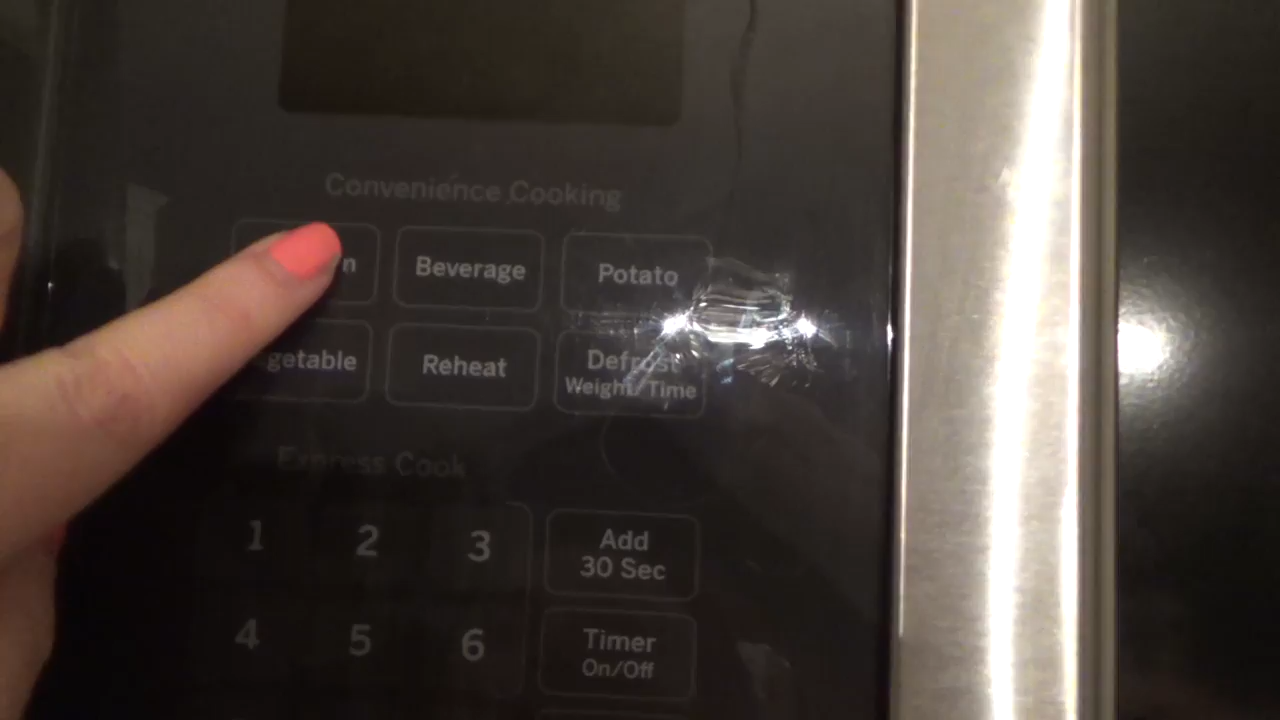 Convenience Cooking
n Beverage Potato
getable Reheat Defrost
Weight/Time
Express Cook
1 2 3 Add
30 Sec
4 5 6 Timer
On/Off